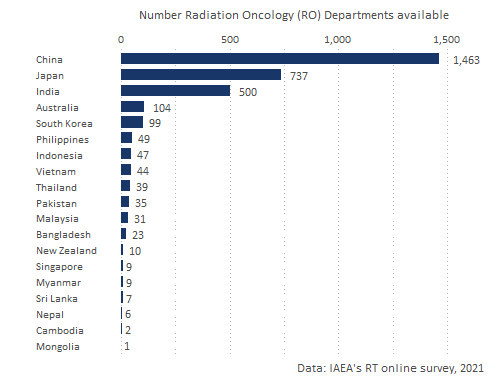 Number Radiation Oncology (RO) Departments available
0 500 1,000 1,500
China 1,463
Japan 737
India 500
Australia 104
South Korea 99
Philippines 49
Indonesia 47
Vietnam 44
Thailand 39
Pakistan 35
Malaysia 31
Bangladesh 23
New Zealand 10
Singapore 9
Myanmar 9
Sri Lanka 7
Nepal 6
Cambodia 2
Mongolia 1
Data: IAEA's RT online survey, 2021